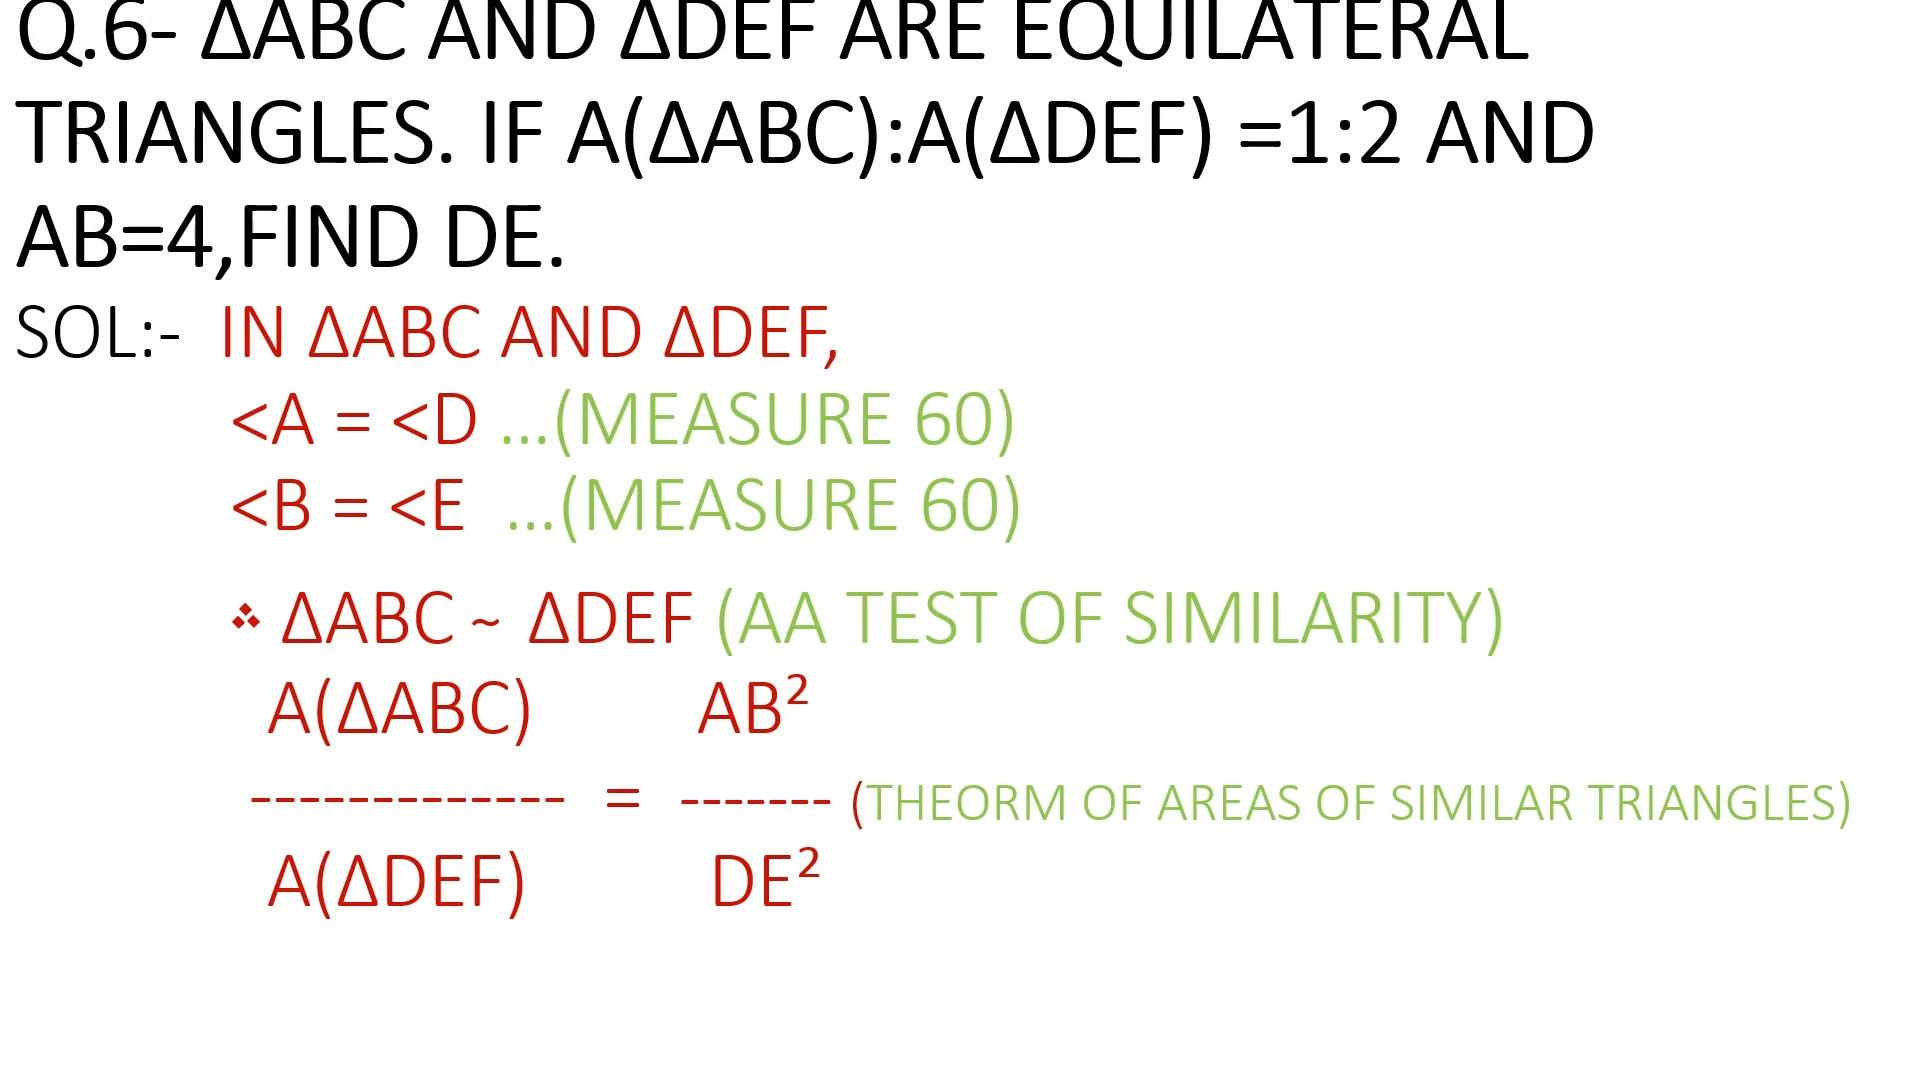 Q.6- ΔABC AND ΔDEF ARE EQUILATERAL
TRIANGLES. IF A(ΔABC):A(ΔDEF) =1:2 AND
AB=4,FIND DE.
SOL:- IN ΔABC AND ΔDEF,
<A = <D ...(MEASURE 60)
<B = <E ...(MEASURE 60)
∴ ΔABC ~ ΔDEF (AA TEST OF SIMILARITY)
A(ΔABC) AB²
------------- = ------- (THEORM OF AREAS OF SIMILAR TRIANGLES)
A(ΔDEF) DE²